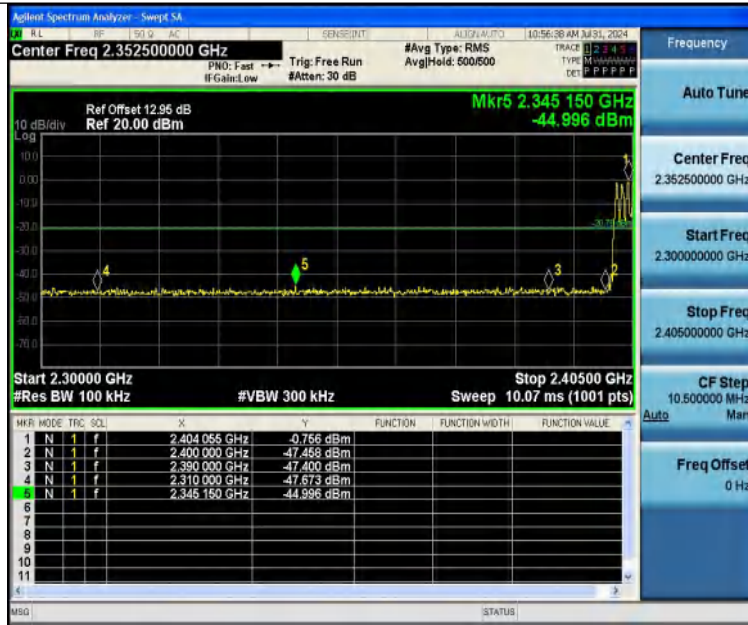 Agilent Spectrum Analyzer - Swept SA
RL RF 50 Ω AC SENSE:INT ALIGN AUTO 10:56:38 AM Jul 31, 2024
Center Freq 2.352500000 GHz
PNO: Fast
IFGain:Low
Trig: Free Run
#Atten: 30 dB
#Avg Type: RMS
Avg|Hold: 500/500
TRACE 1 2 3 4 5 6
TYPE
DET P P P P P P
Ref Offset 12.95 dB
Ref 20.00 dBm
10 dB/div
Log
Mkr5 2.345 150 GHz
-44.996 dBm
10.0
0.00
-10.0
-20.0
-30.0
-40.0
-50.0
-60.0
-70.0
1
4
5
3
2
Start 2.30000 GHz
Stop 2.40500 GHz
#Res BW 100 kHz
#VBW 300 kHz
Sweep 10.07 ms (1001 pts)
MKR MODE TRC SCL X Y FUNCTION FUNCTION WIDTH FUNCTION VALUE
1 N 1 f 2.404 055 GHz -0.756 dBm
2 N 1 f 2.400 000 GHz -47.458 dBm
3 N 1 f 2.390 000 GHz -47.400 dBm
4 N 1 f 2.310 000 GHz -47.673 dBm
5 N 1 f 2.345 150 GHz -44.996 dBm
6
7
8
9
10
11
MSG
STATUS
Frequency
Auto Tune
Center Freq
2.352500000 GHz
Start Freq
2.300000000 GHz
Stop Freq
2.405000000 GHz
CF Step
10.500000 MHz
Auto Man
Freq Offset
0 Hz